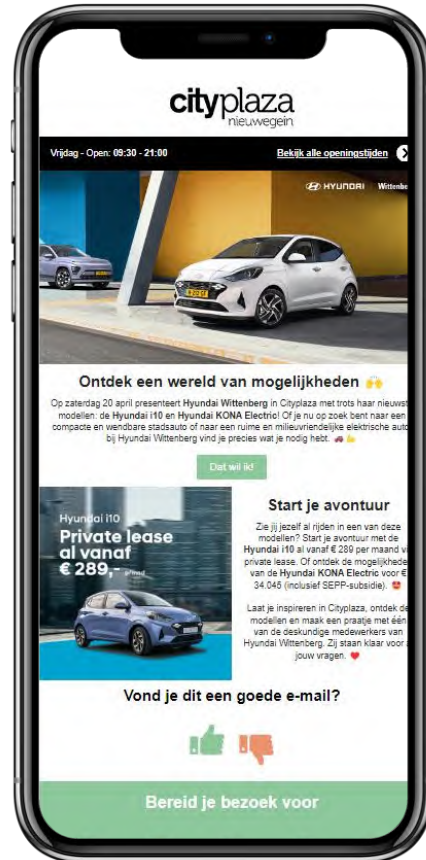 cityplaza
nieuwegein
Vrijdag - Open: 09:30 - 21:00
Bekijk alle openingstijden
HYUNDAI
Ontdek een wereld van mogelijkheden 🙌
Op zaterdag 20 april presenteert Hyundai Wittenberg in Cityplaza met trots haar
modellen: de Hyundai i10 en Hyundai KONA Electric! Of je nu op zoek bent naar een
compacte en wendbare stadsauto of naar een ruime en milieuvriendelijke elektrische
bij Hyundai Wittenberg vind je precies wat je nodig hebt. 🚗 👍
Dat wil ik!
Hyundai i10
Private lease
al vanaf
€ 289,- p/mnd
Start je avontuur
Zie jij jezelf al rijden in een van deze
modellen? Start je avontuur met de
Hyundai i10 al vanaf € 289 per maand
private lease. Of ontdek de
van de Hyundai KONA Electric voor €
34.046 (inclusief SEPP-subsidie). 😍
Laat je inspireren in Cityplaza, ontdek de
modellen en maak een praatje met één
van de deskundige medewerkers van
Hyundai Wittenberg. Zij staan klaar voor
jouw vragen. ❤️
Vond je dit een goede e-mail?
Bereid je bezoek voor